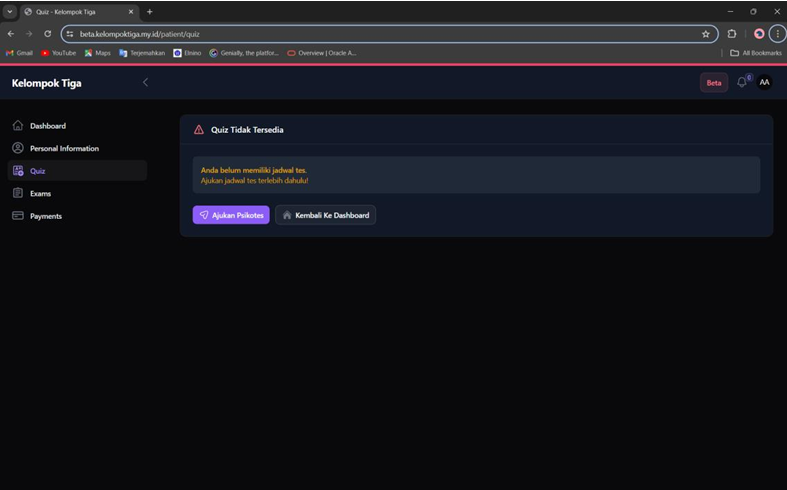 Quiz - Kelompok Tiga
beta.kelompoktiga.my.id/patient/quiz
Gmail YouTube Maps Terjemahkan Elnino Genially, the platfor... Overview | Oracle A... All Bookmarks
Kelompok Tiga Beta 0 AA
Dashboard
Personal Information
Quiz
Exams
Payments
Quiz Tidak Tersedia
Anda belum memiliki jadwal tes.
Ajukan jadwal tes terlebih dahulu!
Ajukan Psikotes Kembali Ke Dashboard